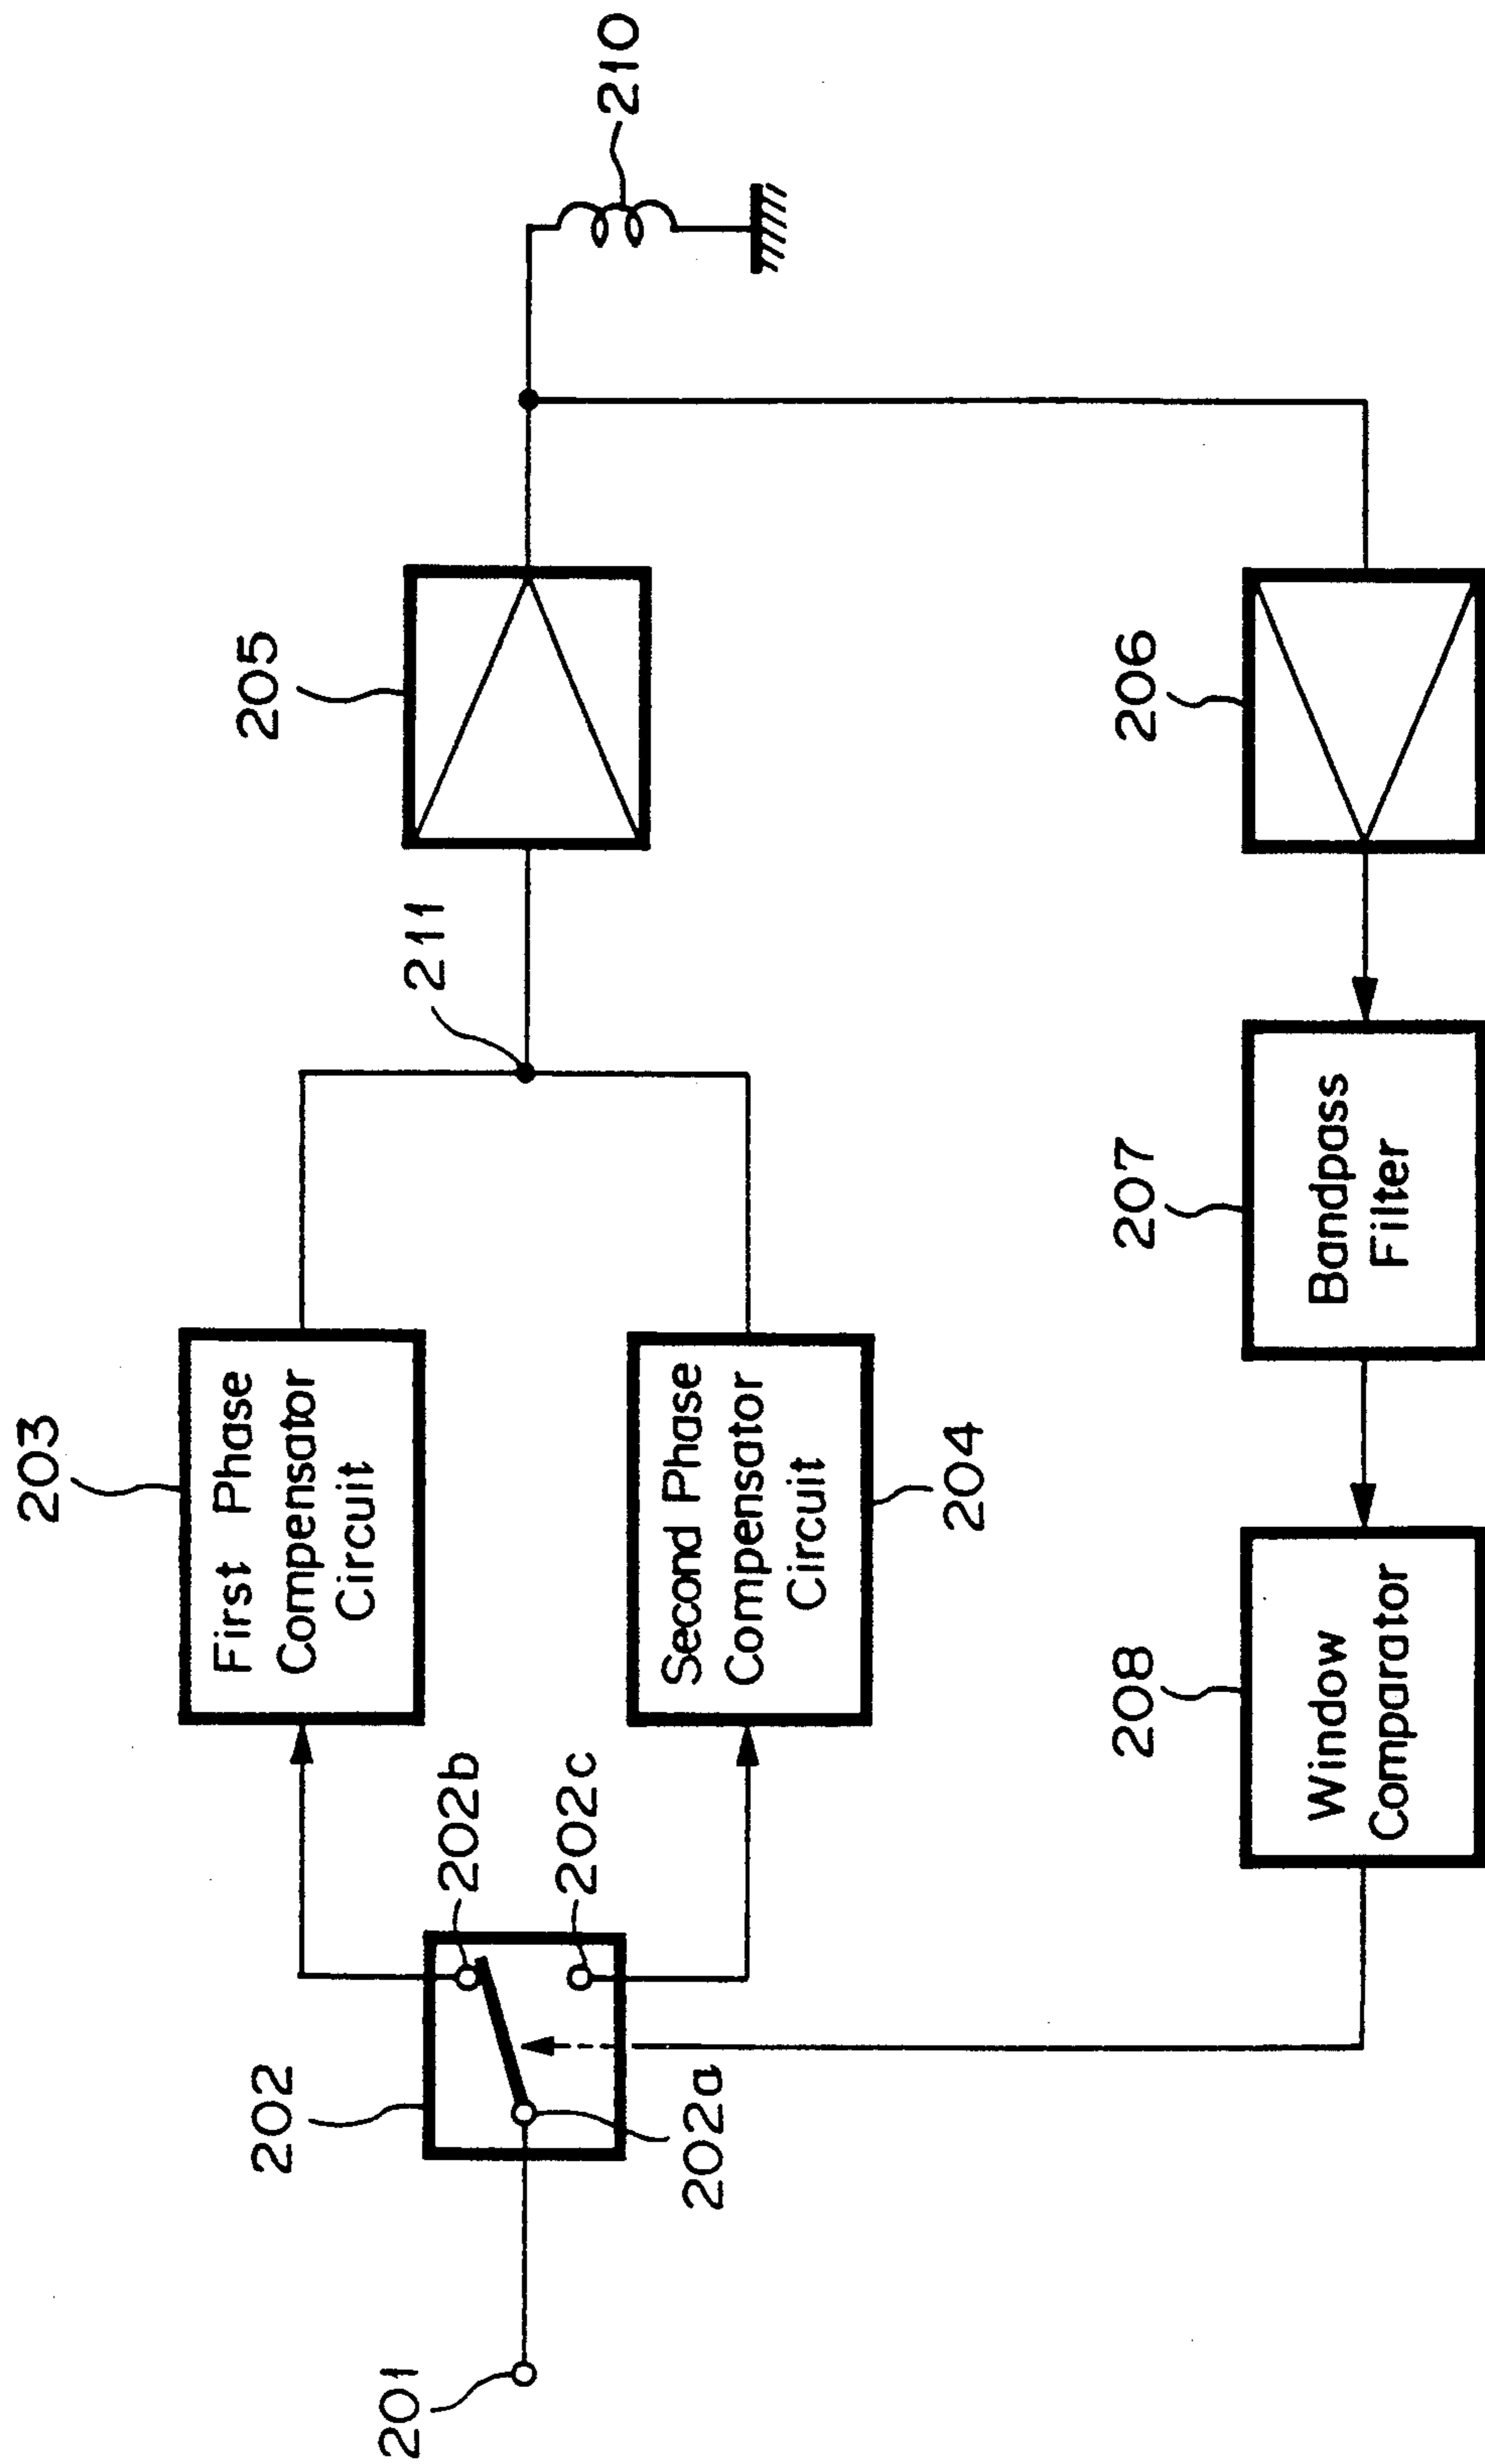 201
202
202a
202b
202c
203
First Phase
Compensator
Circuit
Second Phase
Compensator
Circuit
204
211
205
210
208
Window
Comparator
207
Bandpass
Filter
206